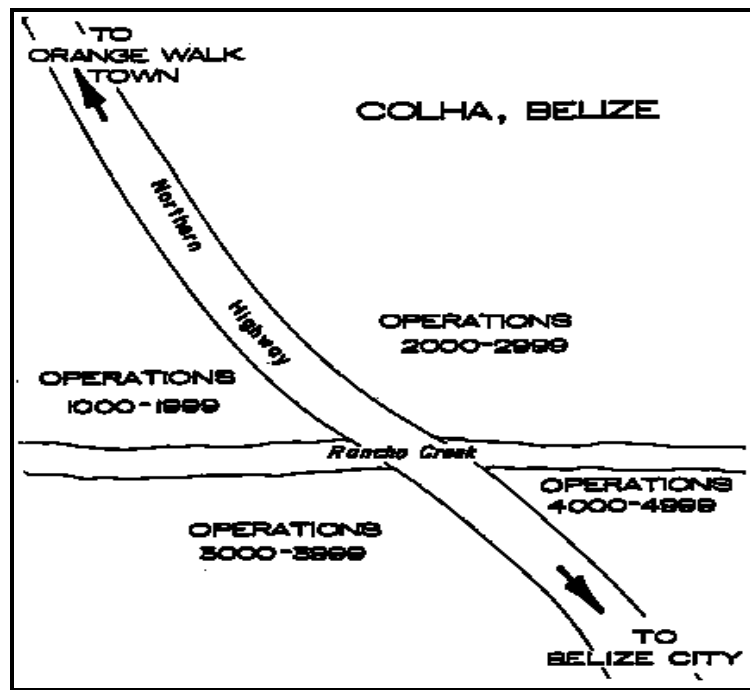 TO
ORANGE WALK
TOWN
COLHA, BELIZE
Northern
Highway
OPERATIONS
2000-2999
OPERATIONS
1000-1999
Rancho Creek
OPERATIONS
4000-4999
OPERATIONS
3000-3999
TO
BELIZE CITY